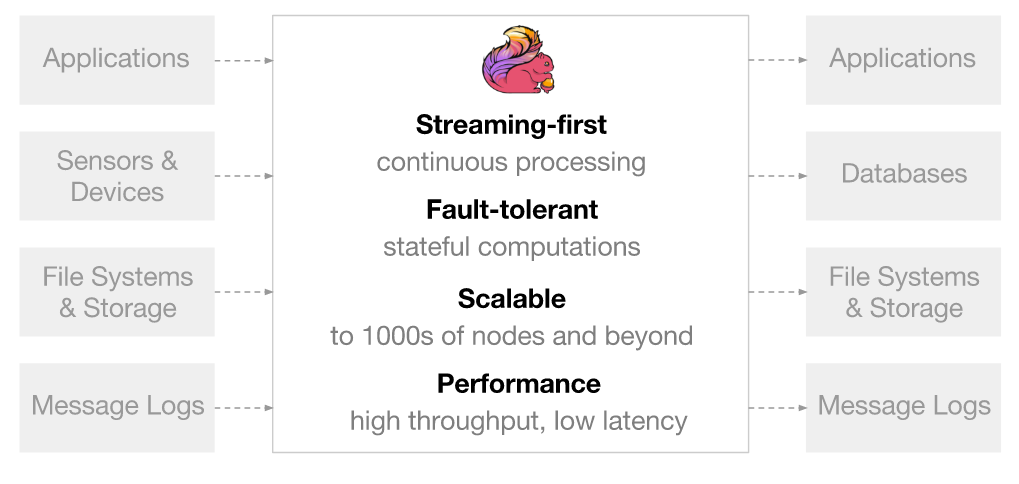 Applications
Sensors &
Devices
File Systems
& Storage
Message Logs
Streaming-first
continuous processing
Fault-tolerant
stateful computations
Scalable
to 1000s of nodes and beyond
Performance
high throughput, low latency
Applications
Databases
File Systems
& Storage
Message Logs